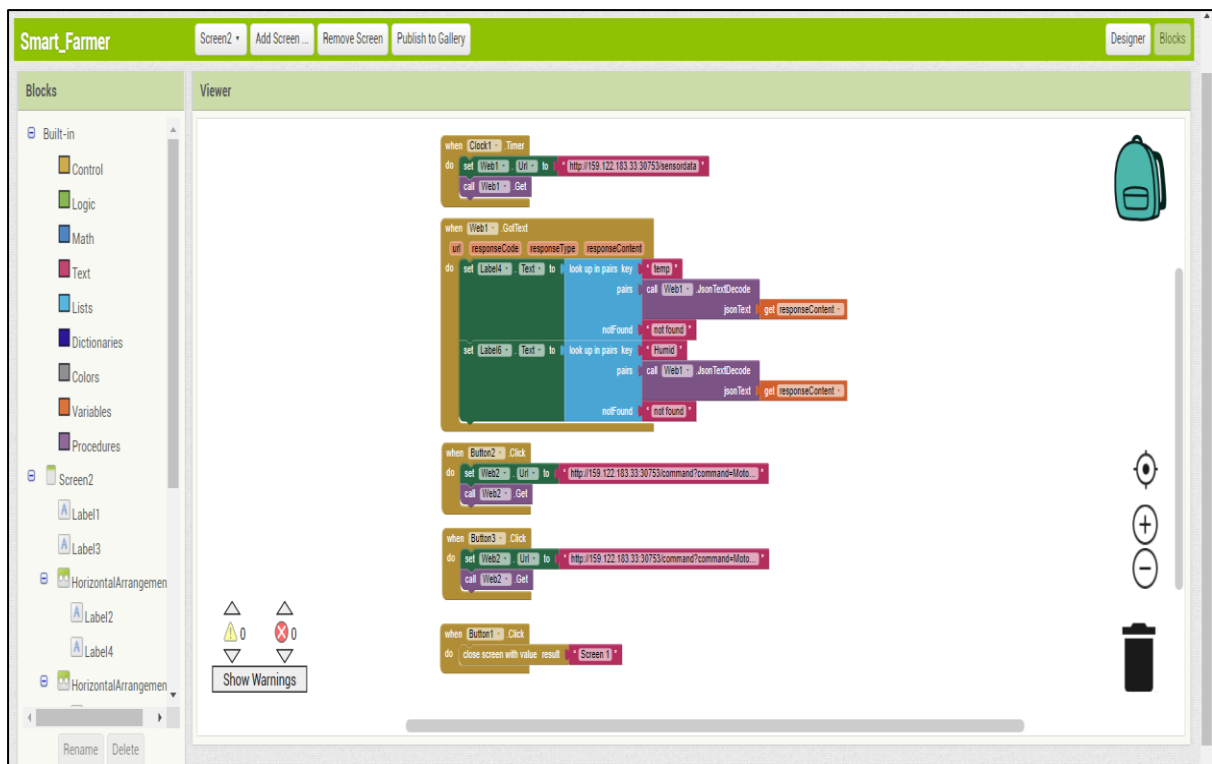 Smart_Farmer
Screen2 Add Screen ... Remove Screen Publish to Gallery
Designer Blocks
Blocks
Viewer
Built-in
Control
Logic
Math
Text
Lists
Dictionaries
Colors
Variables
Procedures
Screen2
Label1
Label3
HorizontalArrangemen
Label2
Label4
HorizontalArrangemen
Rename Delete
when Clock1 .Timer
do set Web1 . Url to " http://159.122.183.33:30753/sensordata "
call Web1 .Get
when Web1 .GotText
url responseCode responseType responseContent
do set Label4 . Text to look up in pairs key " temp "
pairs call Web1 .JsonTextDecode
jsonText get responseContent
notFound " not found "
set Label6 . Text to look up in pairs key " Humid "
pairs call Web1 .JsonTextDecode
jsonText get responseContent
notFound " not found "
when Button2 .Click
do set Web2 . Url to " http://159.122.183.33:30753/command?command=Moto... "
call Web2 .Get
when Button3 .Click
do set Web2 . Url to " http://159.122.183.33:30753/command?command=Moto... "
call Web2 .Get
when Button1 .Click
do close screen with value result " Screen 1 "
0 0
Show Warnings